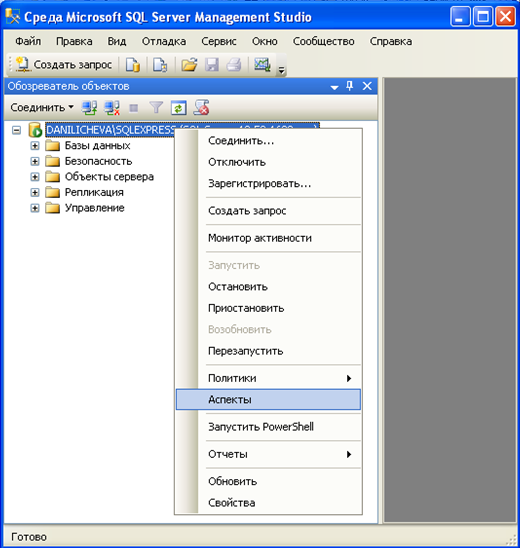 Среда Microsoft SQL Server Management Studio
Файл Правка Вид Отладка Сервис Окно Сообщество Справка
Создать запрос
Обозреватель объектов
Соединить
DANILICHEVA\SQLEXPRESS
Базы данных
Безопасность
Объекты сервера
Репликация
Управление
Соединить...
Отключить
Зарегистрировать...
Создать запрос
Монитор активности
Запустить
Остановить
Приостановить
Возобновить
Перезапустить
Политики
Аспекты
Запустить PowerShell
Отчеты
Обновить
Свойства
Готово